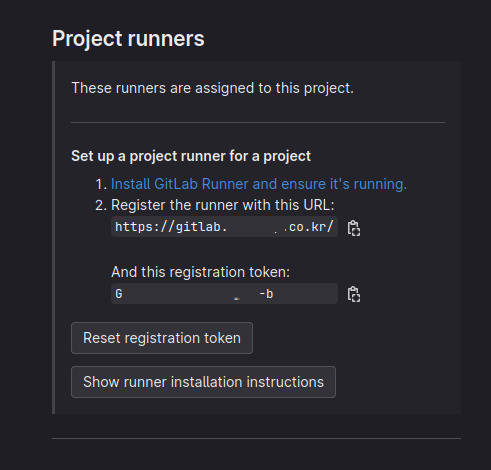 Project runners
These runners are assigned to this project.
Set up a project runner for a project
1. Install GitLab Runner and ensure it's running.
2. Register the runner with this URL:
https://gitlab. .co.kr/
And this registration token:
G -b
Reset registration token
Show runner installation instructions